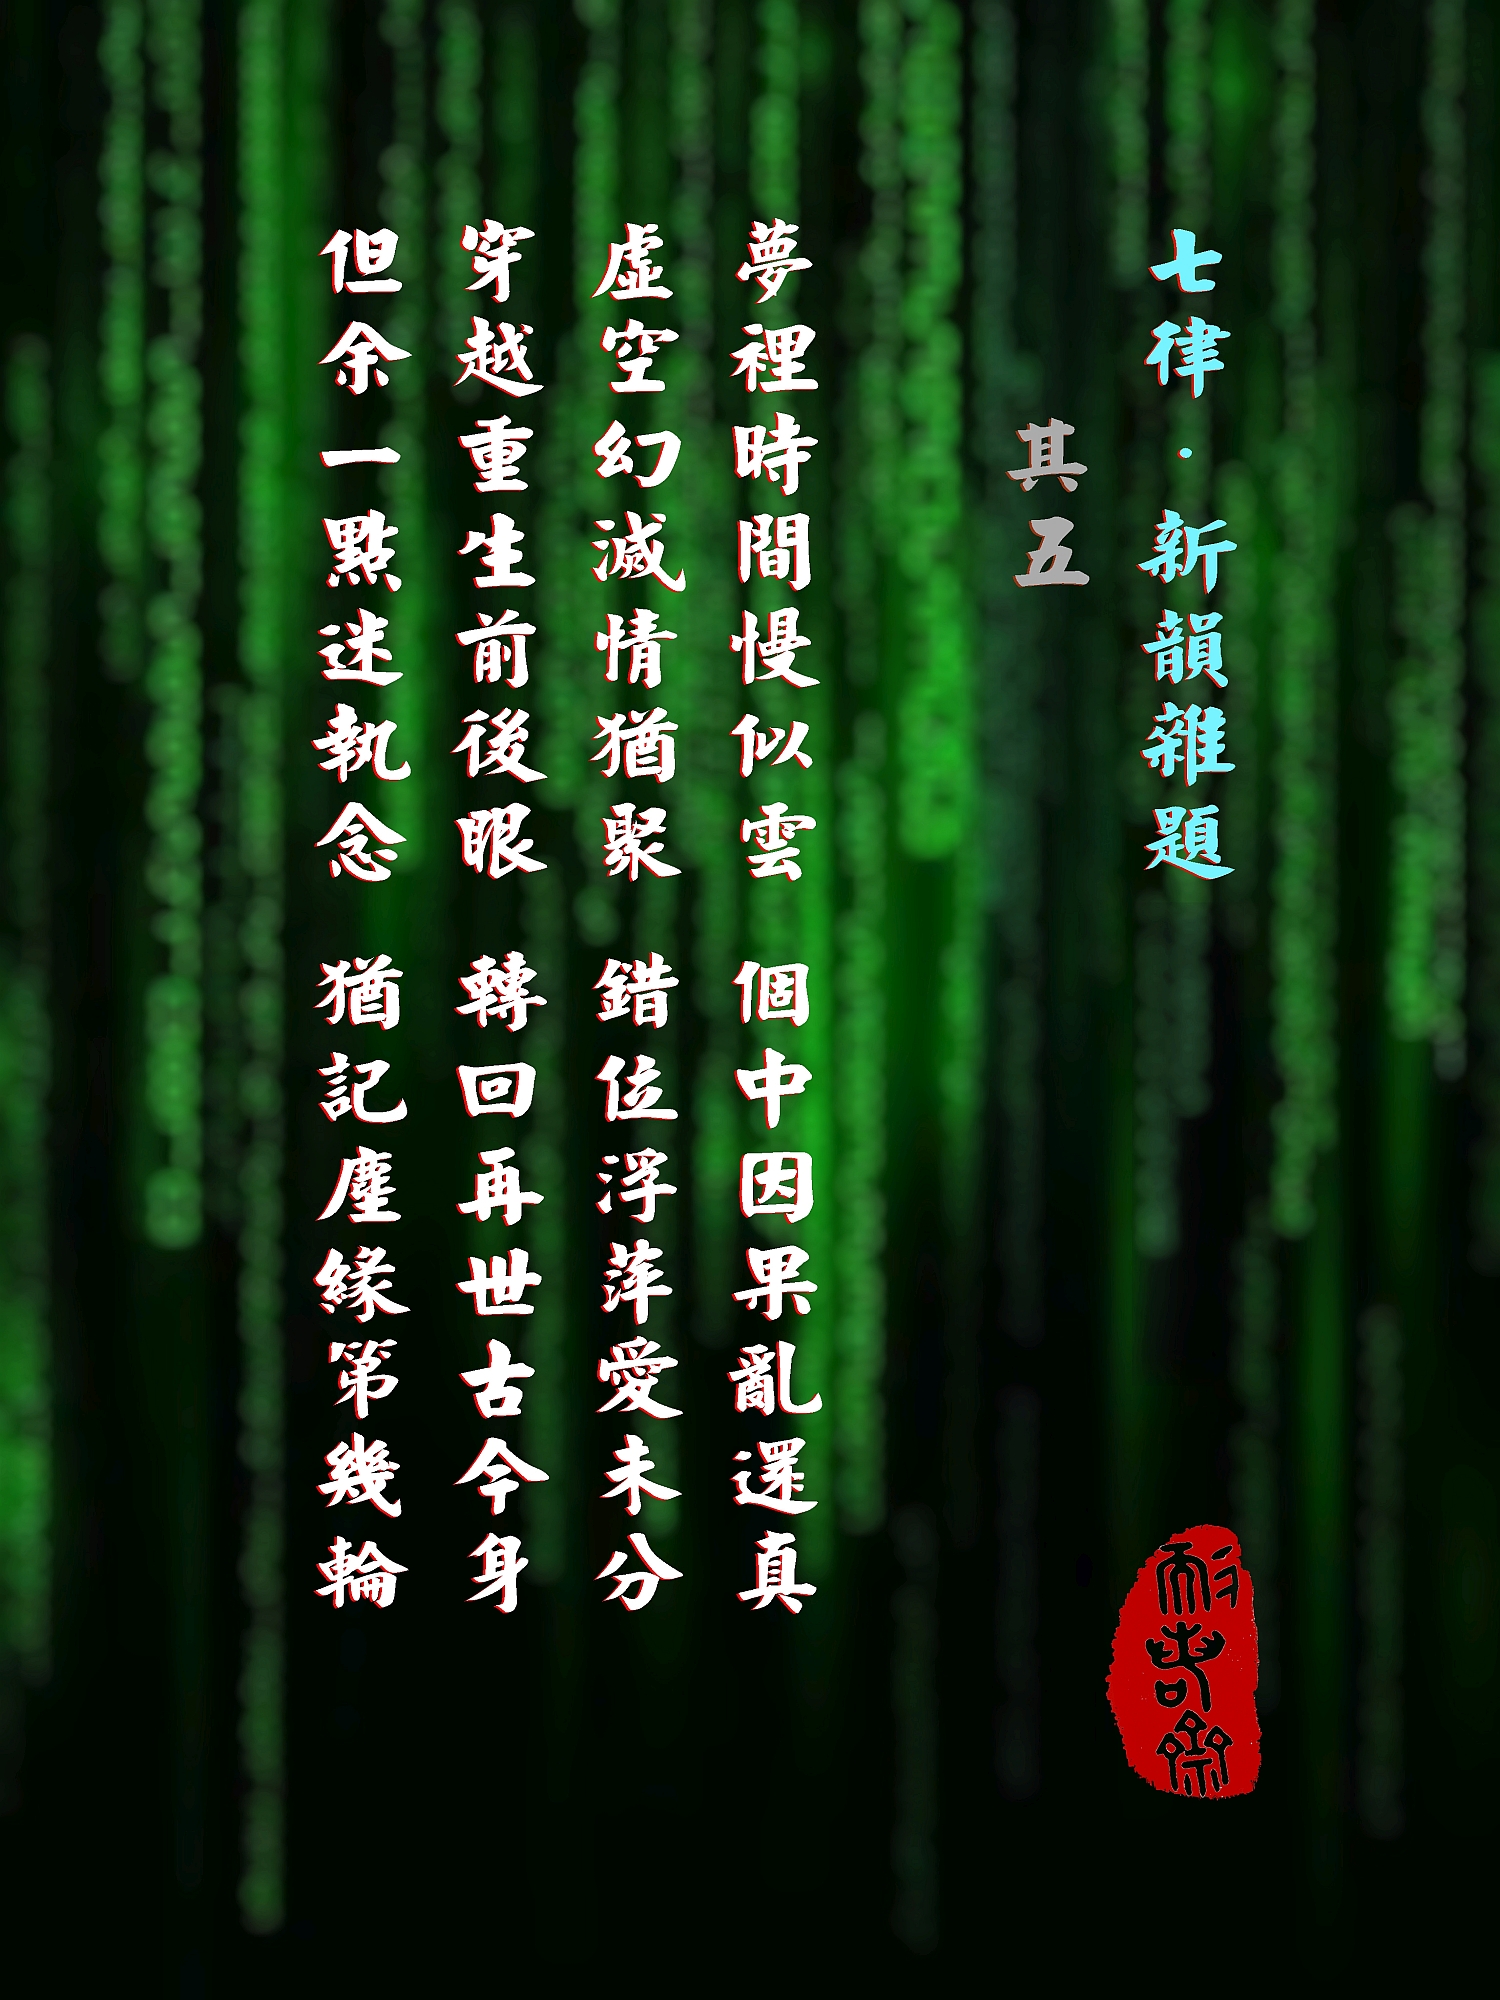 七律·新韻雜題
其五
夢裡時間慢似雲 個中因果亂還真
虛空幻滅情猶聚 錯位浮萍愛未分
穿越重生前後眼 轉回再世古今身
但余一點迷執念 猶記塵緣第幾輪